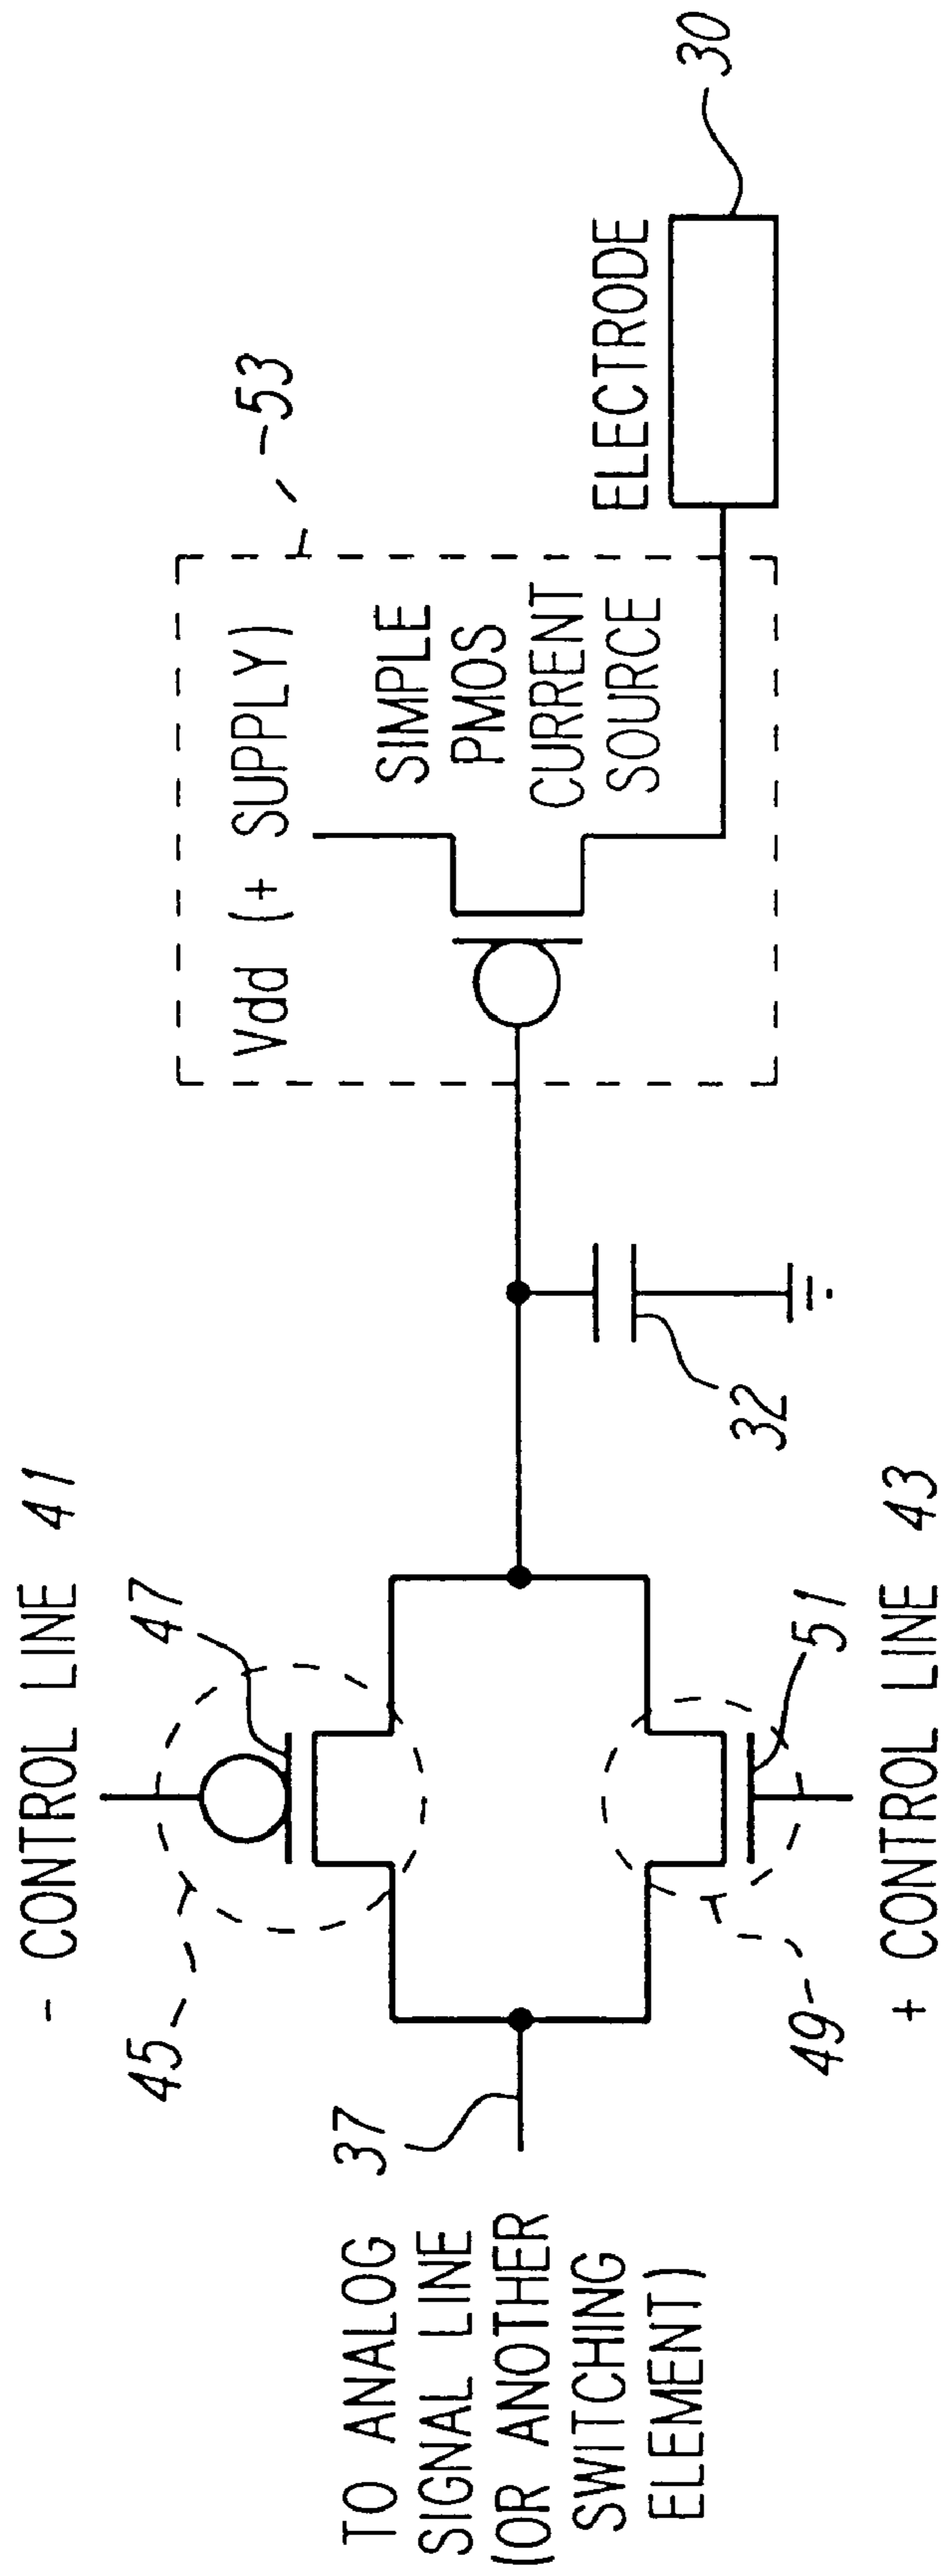 - CONTROL LINE 41
45
47
37
TO ANALOG
SIGNAL LINE
(OR ANOTHER
SWITCHING
ELEMENT)
49
51
+ CONTROL LINE 43
32
53
Vdd (+ SUPPLY)
SIMPLE
PMOS
CURRENT
SOURCE
ELECTRODE
30